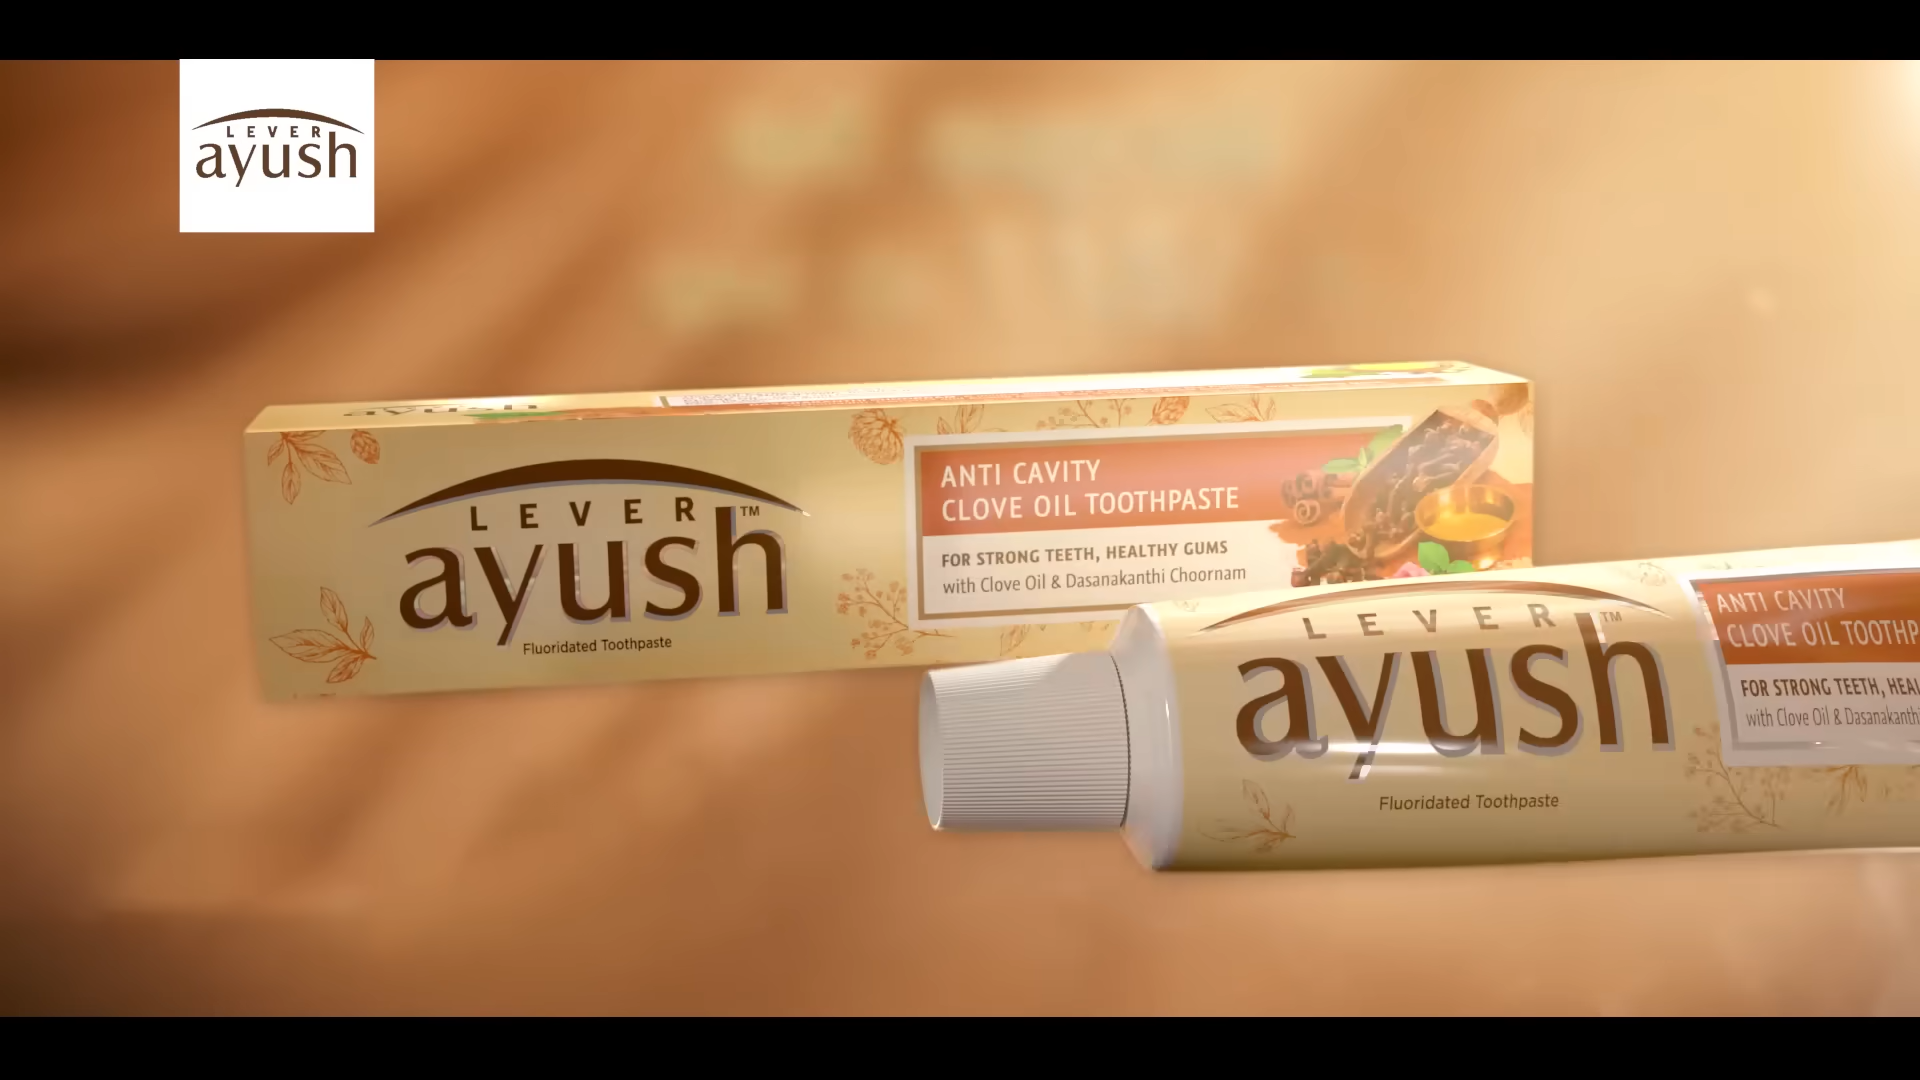 LEVER
ayush
LEVER
ayush™
Fluoridated Toothpaste
ANTI CAVITY
CLOVE OIL TOOTHPASTE
FOR STRONG TEETH, HEALTHY GUMS
with Clove Oil & Dasanakanthi Choornam
LEVER
ayush™
Fluoridated Toothpaste
ANTI CAVITY
CLOVE OIL TOOTHP
FOR STRONG TEETH, HEAL
with Clove Oil & Dasanakanthi
ayush